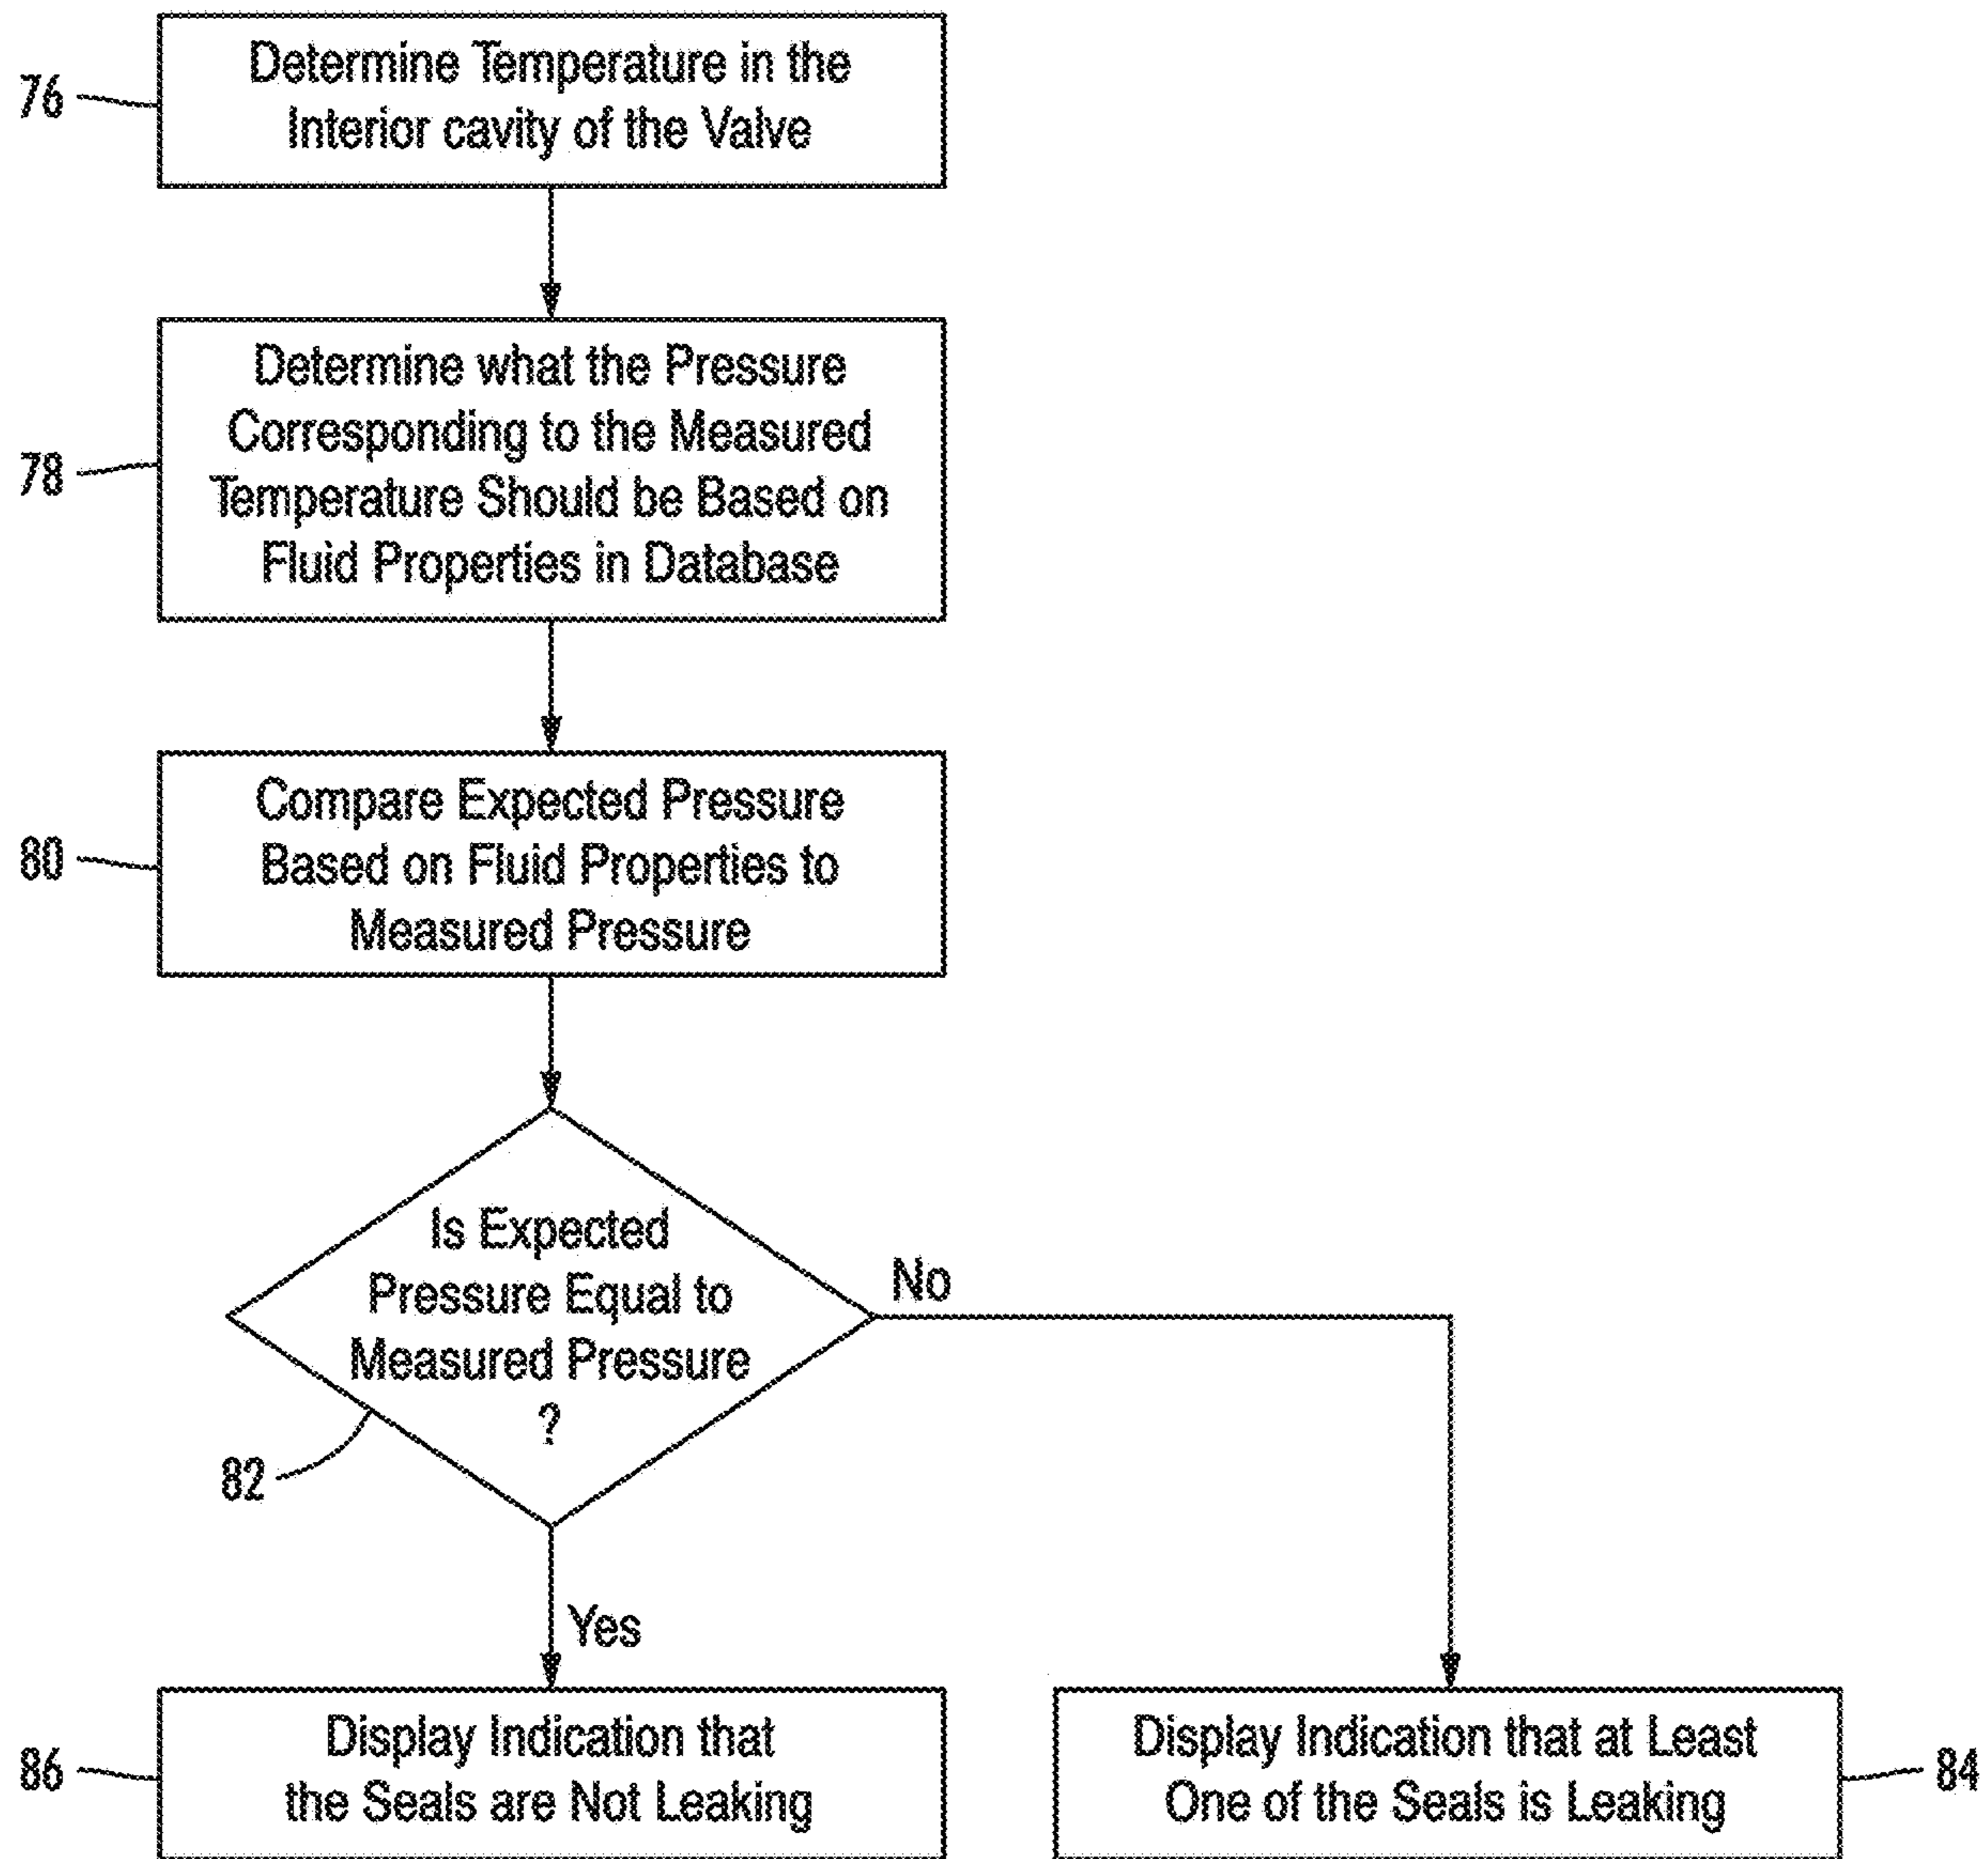 76
Determine Temperature in the
Interior cavity of the Valve
78
Determine what the Pressure
Corresponding to the Measured
Temperature Should be Based on
Fluid Properties in Database
80
Compare Expected Pressure
Based on Fluid Properties to
Measured Pressure
Is Expected
Pressure Equal to
Measured Pressure
?
82
No
Yes
86
Display Indication that
the Seals are Not Leaking
Display Indication that at Least
One of the Seals is Leaking
84